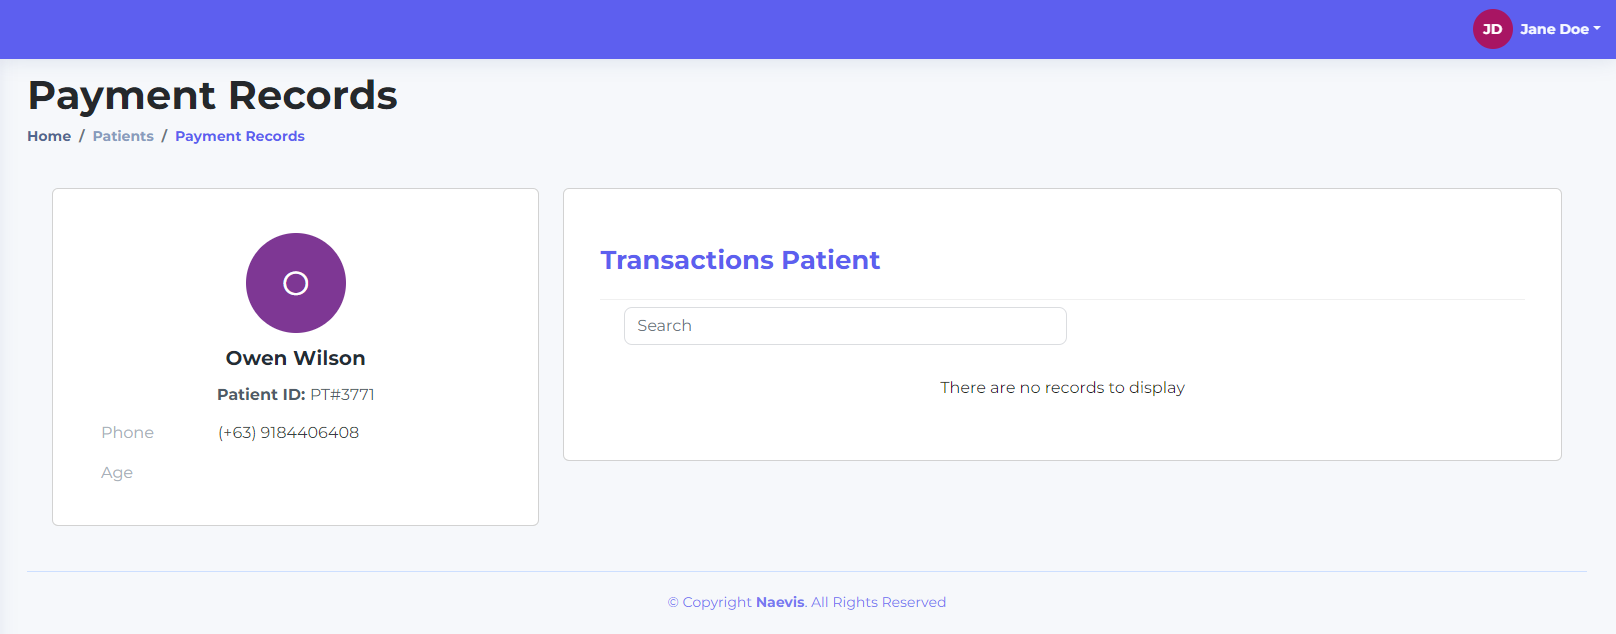 JD Jane Doe
Payment Records
Home / Patients / Payment Records
O
Owen Wilson
Patient ID: PT#3771
Phone (+63) 9184406408
Age
Transactions Patient
Search
There are no records to display
© Copyright Naevis. All Rights Reserved